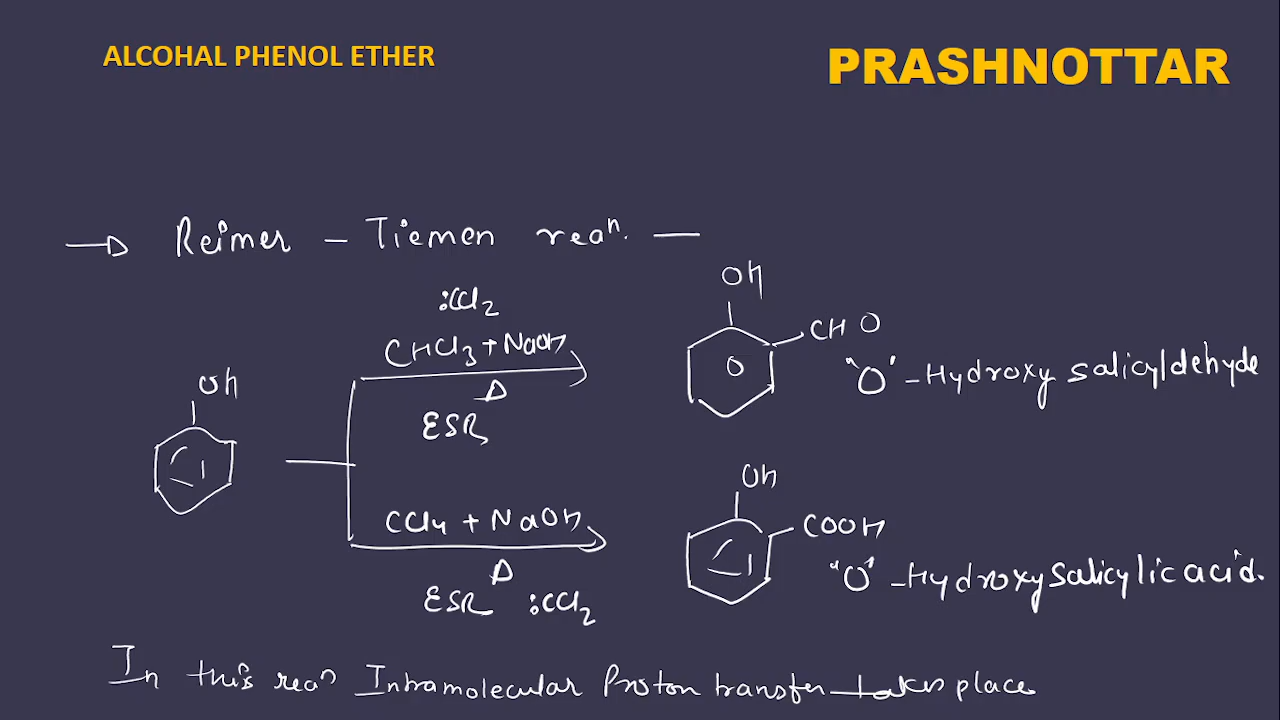 ALCOHAL PHENOL ETHER
PRASHNOTTAR
→ Reimer - Tiemen reaⁿ. —
:CCl₂
CHCl₃ + NaOH
Δ
ESR
OH
OH
CHO
"O" - Hydroxy salicyldehyde
CCl₄ + NaOH
Δ
ESR :CCl₂
OH
COOH
"O" - Hydroxy salicylic acid.
In this reaⁿ Intramolecular Proton transfer takes place